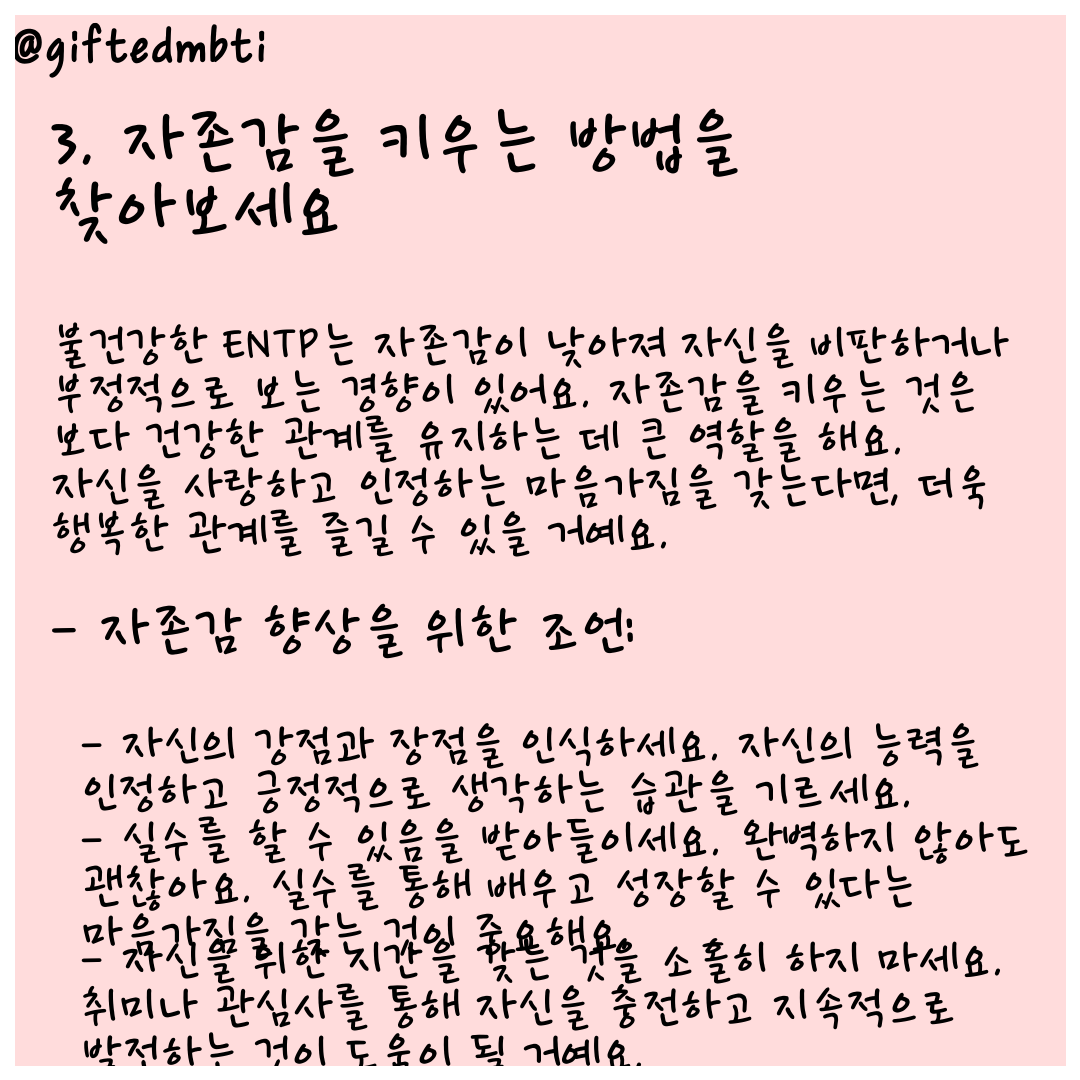 @giftedmbti
3. 자존감을 키우는 방법을
찾아보세요
불건강한 ENTP는 자존감이 낮아져 자신을 비판하거나
부정적으로 보는 경향이 있어요. 자존감을 키우는 것은
보다 건강한 관계를 유지하는 데 큰 역할을 해요.
자신을 사랑하고 인정하는 마음가짐을 갖는다면, 더욱
행복한 관계를 즐길 수 있을 거예요.
- 자존감 향상을 위한 조언:
- 자신의 강점과 장점을 인식하세요. 자신의 능력을
인정하고 긍정적으로 생각하는 습관을 기르세요.
- 실수를 할 수 있음을 받아들이세요. 완벽하지 않아도
괜찮아요. 실수를 통해 배우고 성장할 수 있다는
마음가짐을 갖는 것이 중요해요.
- 자신을 위한 시간을 갖는 것을 소홀히 하지 마세요.
취미나 관심사를 통해 자신을 충전하고 지속적으로
발전하는 것이 도움이 될 거예요.